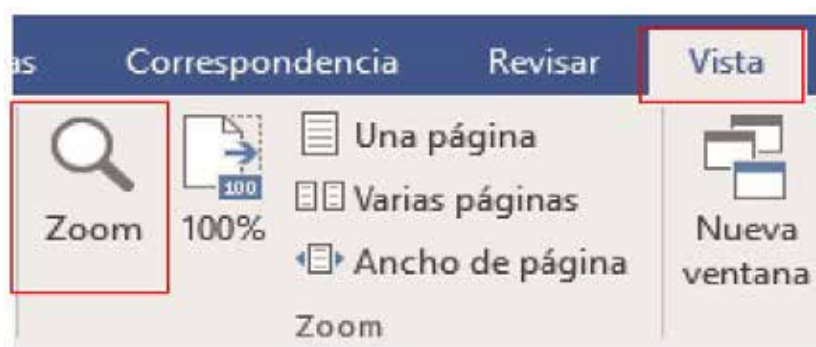 as Correspondencia Revisar Vista
Zoom
100
100%
Una página
Varias páginas
Ancho de página
Nueva
ventana
Zoom